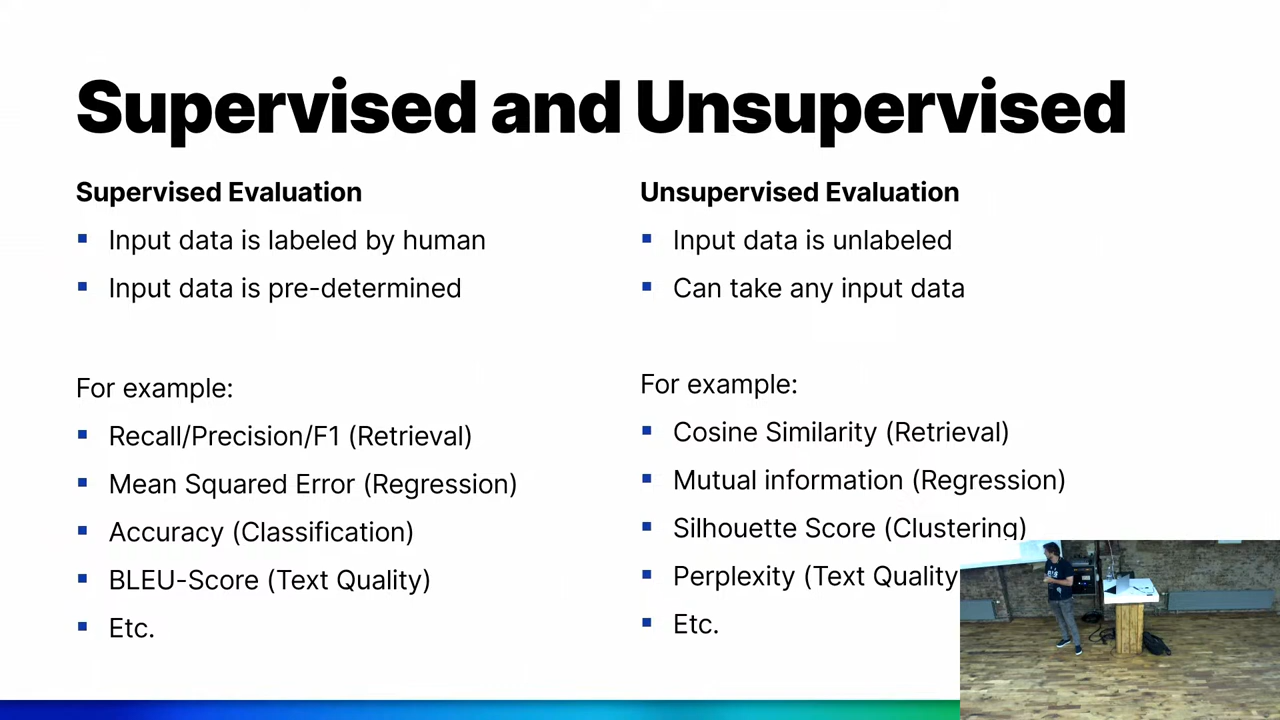 Supervised and Unsupervised
Supervised Evaluation
▪ Input data is labeled by human
▪ Input data is pre-determined
For example:
▪ Recall/Precision/F1 (Retrieval)
▪ Mean Squared Error (Regression)
▪ Accuracy (Classification)
▪ BLEU-Score (Text Quality)
▪ Etc.
Unsupervised Evaluation
▪ Input data is unlabeled
▪ Can take any input data
For example:
▪ Cosine Similarity (Retrieval)
▪ Mutual information (Regression)
▪ Silhouette Score (Clustering)
▪ Perplexity (Text Quality
▪ Etc.